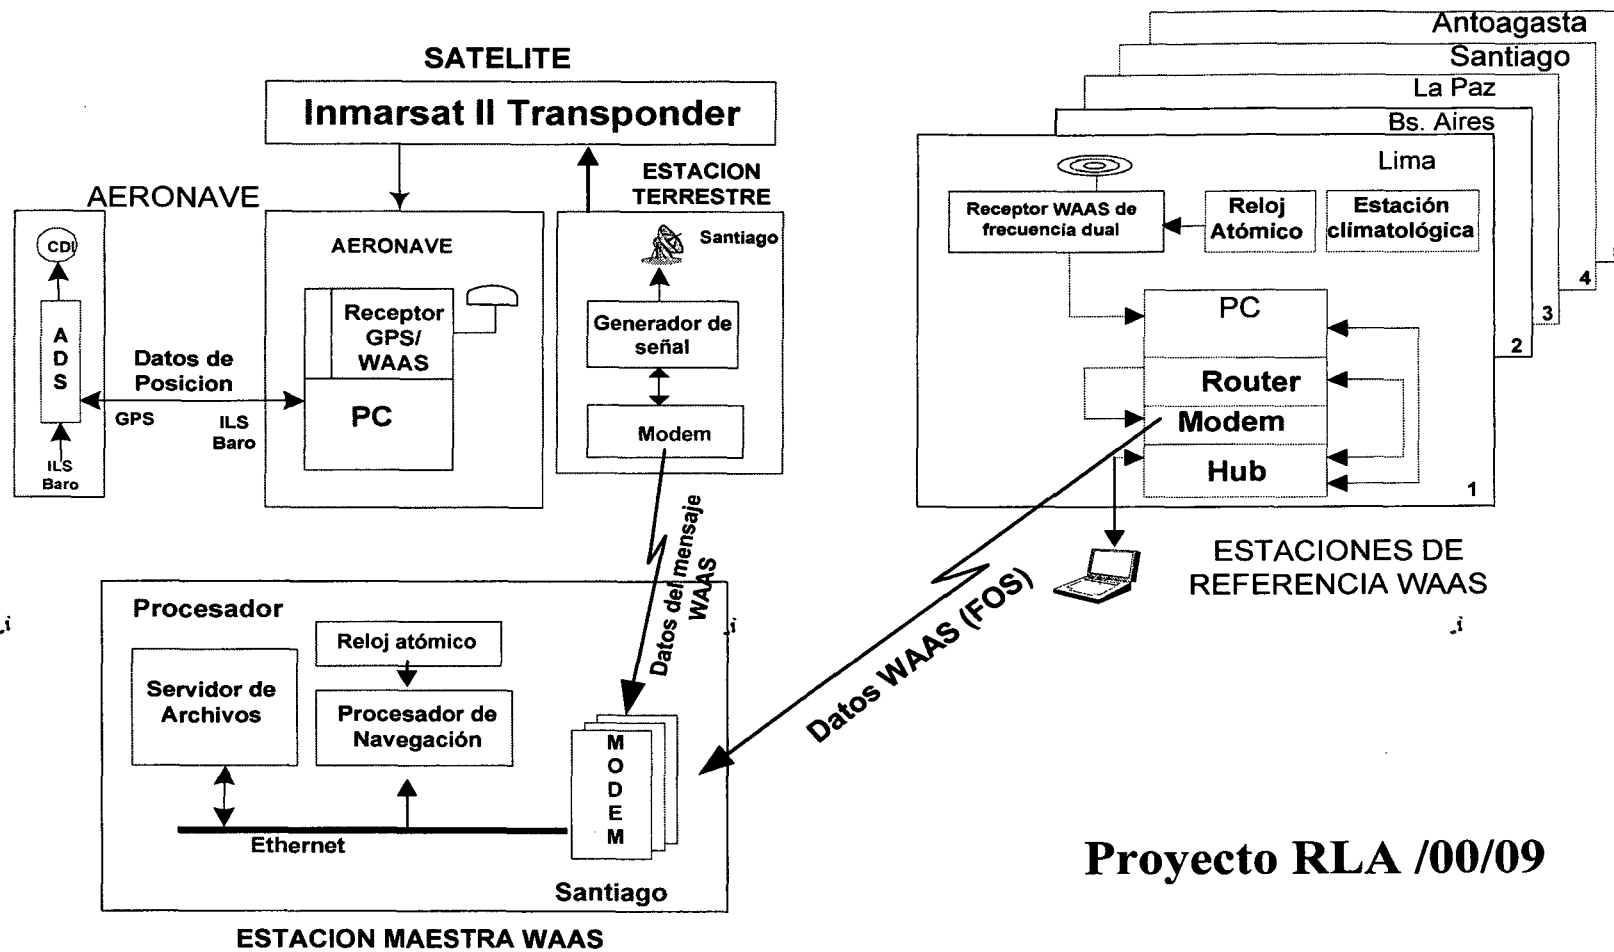 SATELITE
Inmarsat II Transponder
AERONAVE
CDI
A
D
S
ILS
Baro
Datos de
Posicion
GPS
ILS
Baro
AERONAVE
Receptor
GPS/
WAAS
PC
ESTACION
TERRESTRE
Santiago
Generador de
señal
Modem
Datos del mensaje
WAAS
Antoagasta
Santiago
La Paz
Bs. Aires
Lima
Receptor WAAS de
frecuencia dual
Reloj
Atómico
Estación
climatológica
PC
Router
Modem
Hub
1
2
3
4
ESTACIONES DE
REFERENCIA WAAS
Datos WAAS (FOS)
Procesador
Reloj atómico
Servidor de
Archivos
Procesador de
Navegación
M
O
D
E
M
Ethernet
Santiago
ESTACION MAESTRA WAAS
Proyecto RLA /00/09